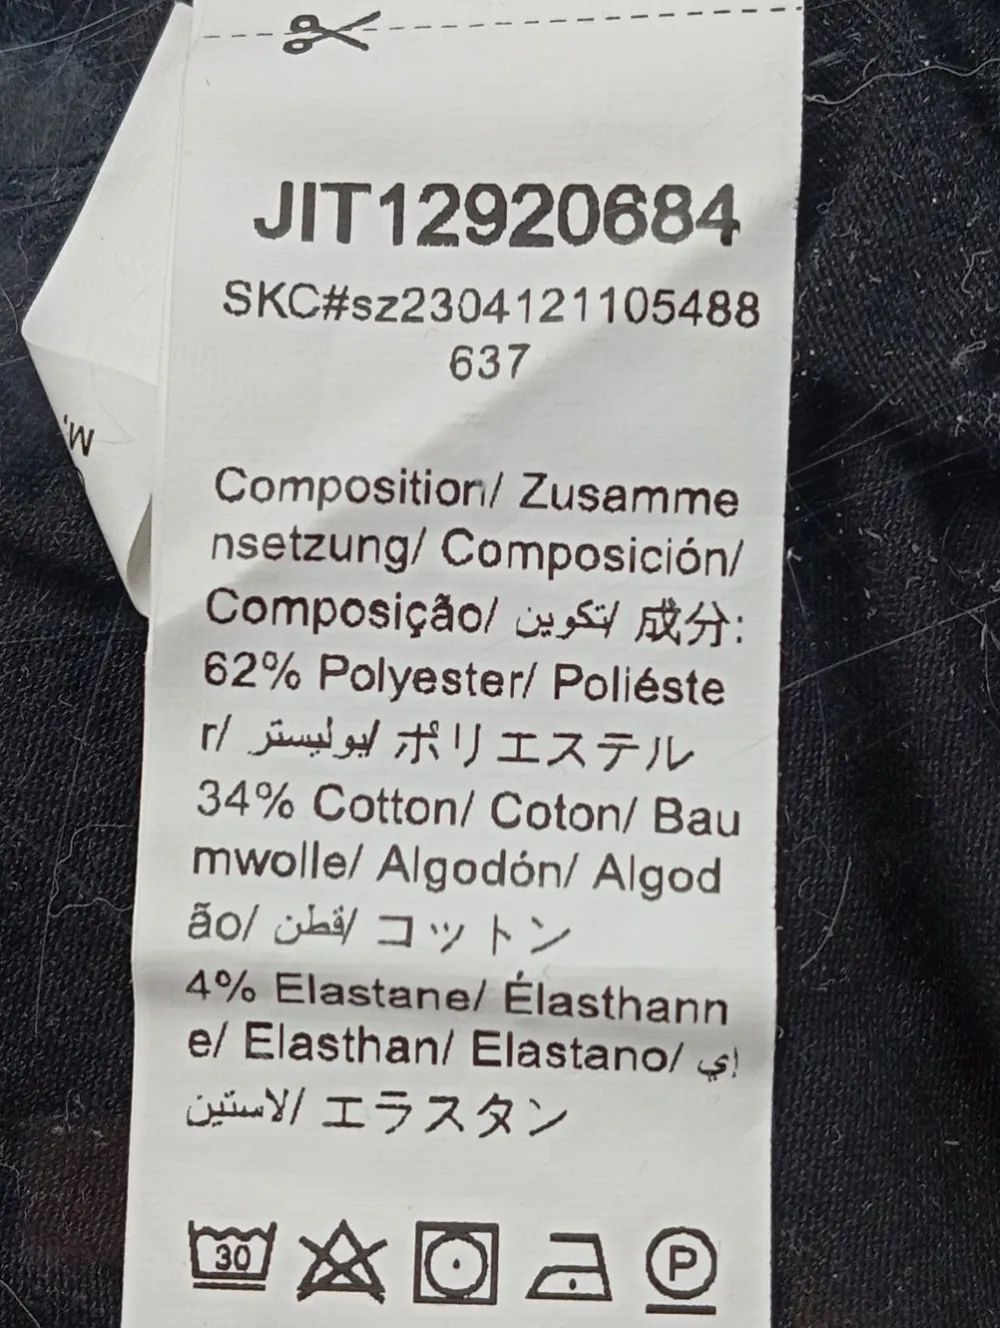 JIT12920684
SKC#sz2304121105488
637
Composition/ Zusamme
nsetzung/ Composición/
Composição/ تكوين/ 成分:
62% Polyester/ Poliéste
r/ بوليستر/ ポリエステル
34% Cotton/ Coton/ Bau
mwolle/ Algodón/ Algod
ão/ قطن/ コットン
4% Elastane/ Élasthann
e/ Elasthan/ Elastano/ إي
لاستين/ エラスタン
30
P